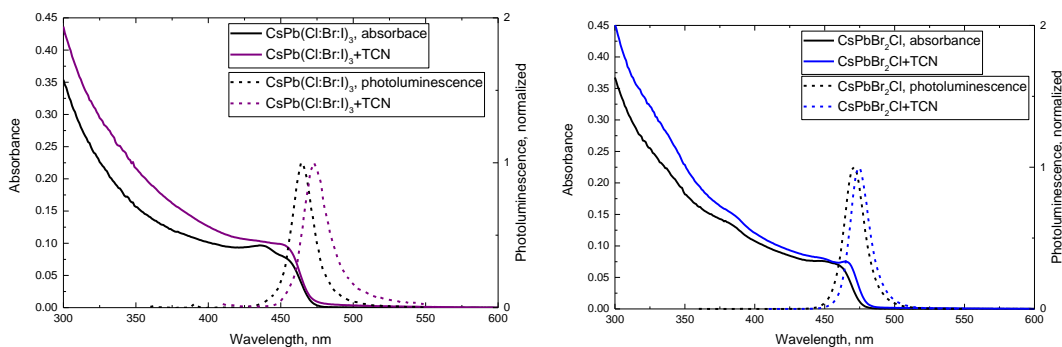 CsPb(Cl:Br:I)3, absorbace
CsPb(Cl:Br:I)3+TCN
CsPb(Cl:Br:I)3, photoluminescence
CsPb(Cl:Br:I)3+TCN
0.45
0.40
0.35
0.30
0.25
0.20
0.15
0.10
0.05
0.00
Absorbance
300
350
400
450
500
550
600
Wavelength, nm
2
1
0
Photoluminescence, normalized
CsPbBr2Cl, absorbance
CsPbBr2Cl+TCN
CsPbBr2Cl, photoluminescence
CsPbBr2Cl+TCN
0.45
0.40
0.35
0.30
0.25
0.20
0.15
0.10
0.05
0.00
Absorbance
300
350
400
450
500
550
600
Wavelength, nm
2
1
0
Photoluminescence, normalized